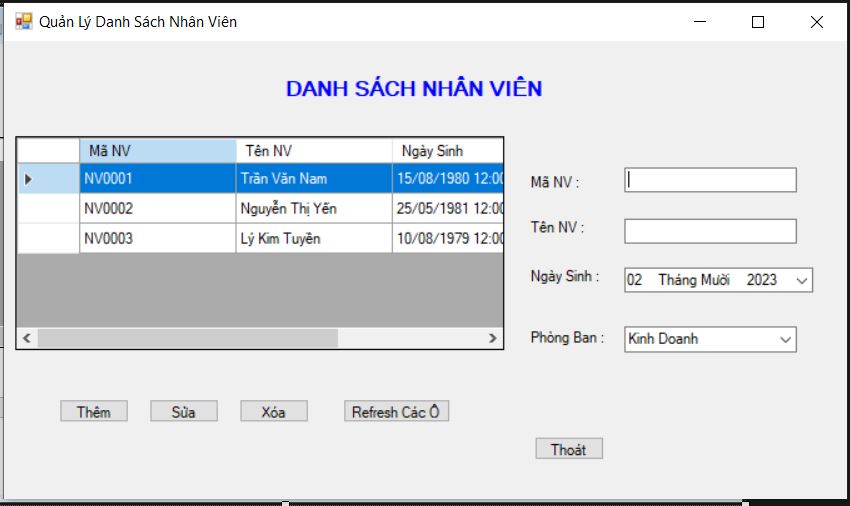 Quản Lý Danh Sách Nhân Viên
DANH SÁCH NHÂN VIÊN
Mã NV Tên NV Ngày Sinh
NV0001 Trần Văn Nam 15/08/1980 12:00
NV0002 Nguyễn Thị Yến 25/05/1981 12:00
NV0003 Lý Kim Tuyền 10/08/1979 12:00
Mã NV :
Tên NV :
Ngày Sinh : 02 Tháng Mười 2023
Phòng Ban : Kinh Doanh
Thêm Sửa Xóa Refresh Các Ô
Thoát